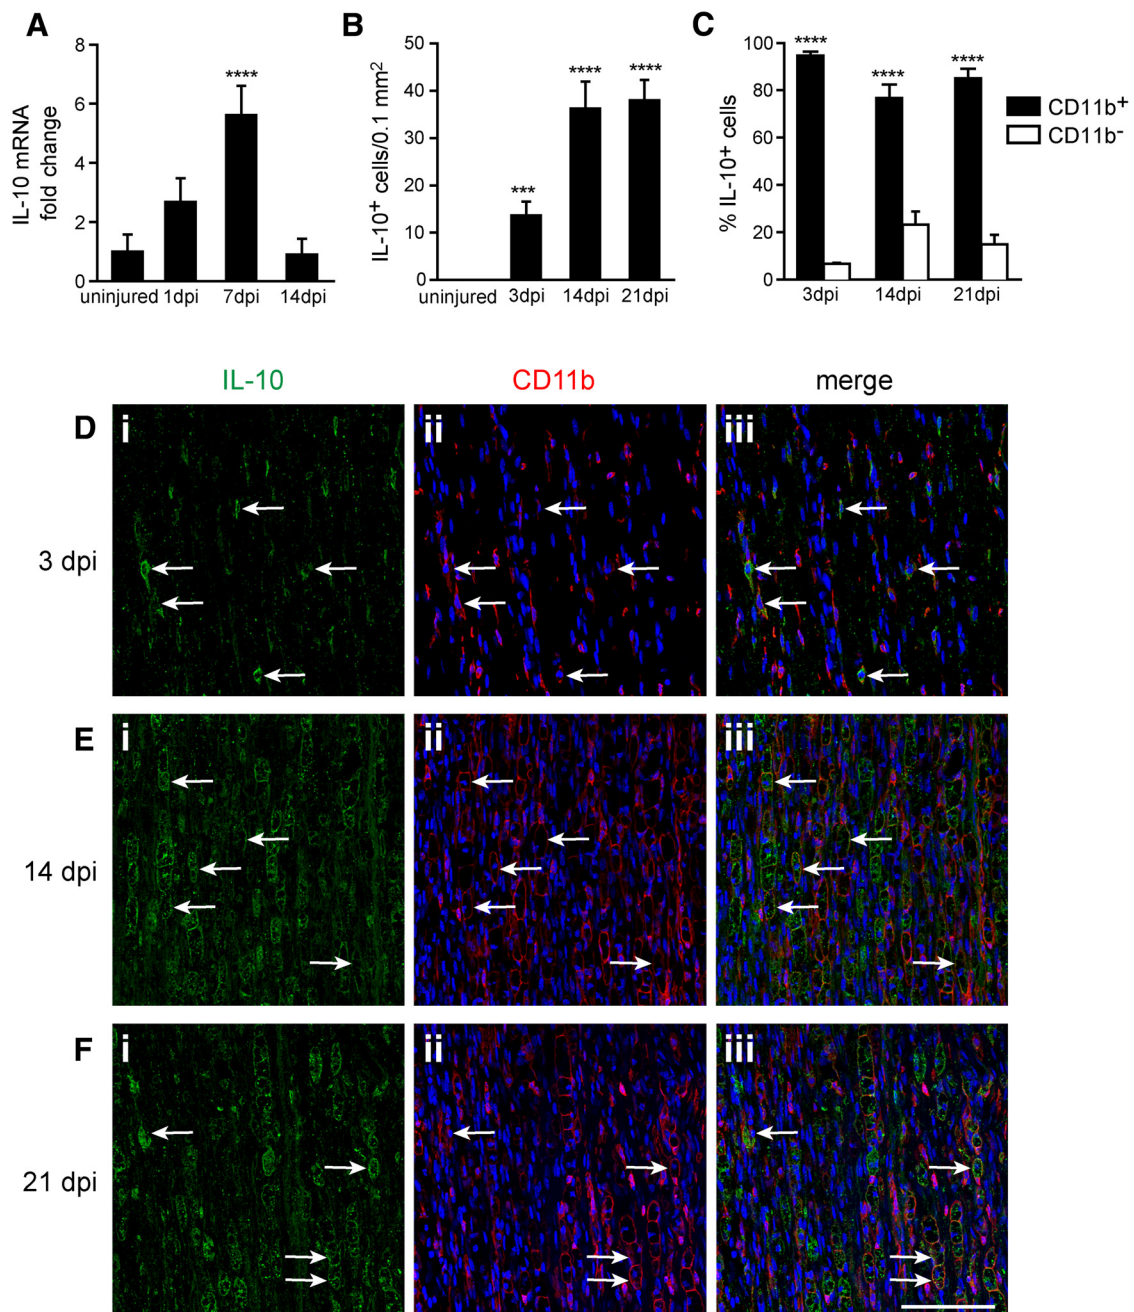 A
IL-10 mRNA
fold change
8
6
4
2
0
****
uninjured 1dpi 7dpi 14dpi
B
IL-10+ cells/0.1 mm2
50
40
30
20
10
0
***
****
****
uninjured 3dpi 14dpi 21dpi
C
% IL-10+ cells
100
80
60
40
20
0
****
****
****
3dpi 14dpi 21dpi
CD11b+
CD11b-
IL-10 CD11b merge
D i ii iii
3 dpi
E i ii iii
14 dpi
F i ii iii
21 dpi